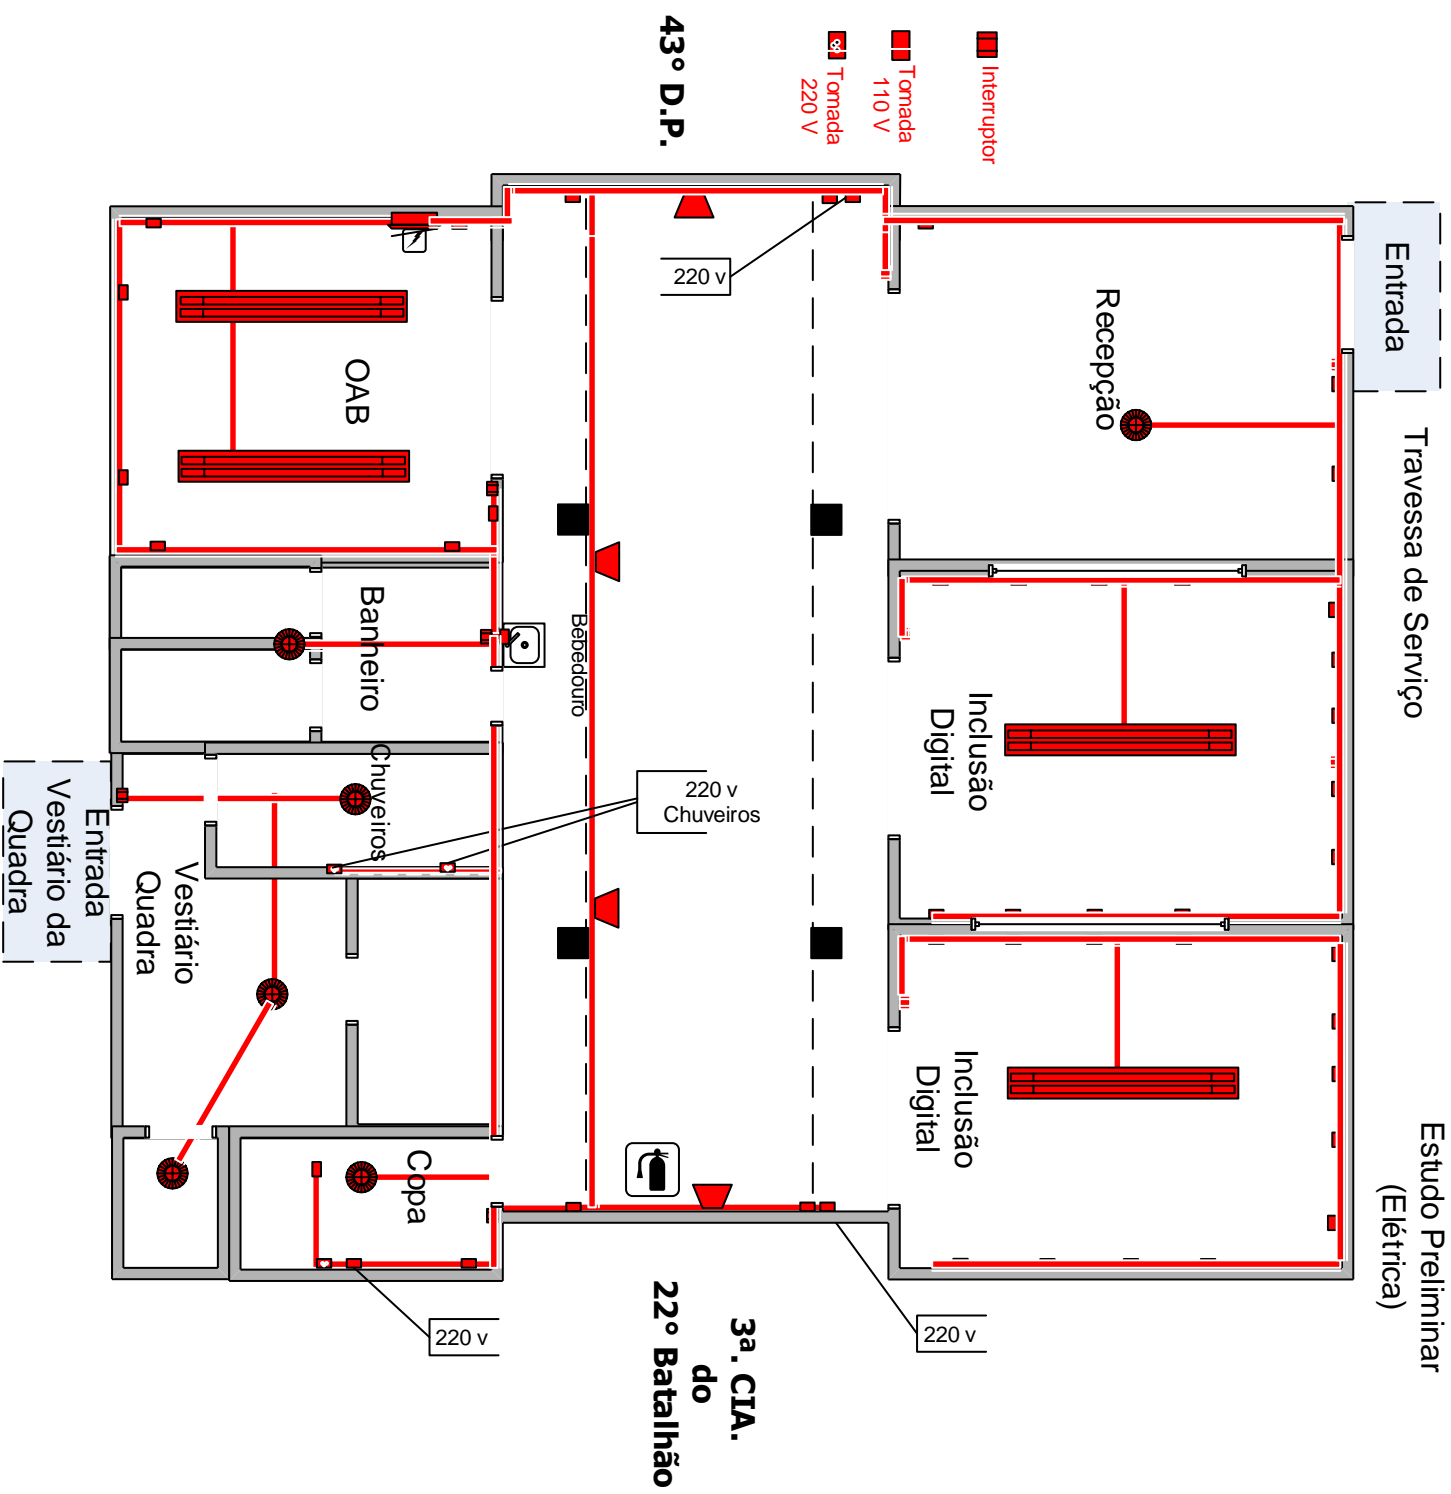 Estudo Preliminar
(Elétrica)
Travessa de Serviço
Entrada
Interruptor
Tomada
110 V
Tomada
220 V
43° D.P.
Recepção
Inclusão
Digital
Inclusão
Digital
220 v
220 v
Chuveiros
220 v
220 v
Bebedouro
OAB
Banheiro
Chuveiros
Vestiário
Quadra
Copa
Entrada
Vestiário da
Quadra
3ª. CIA.
do
22° Batalhão